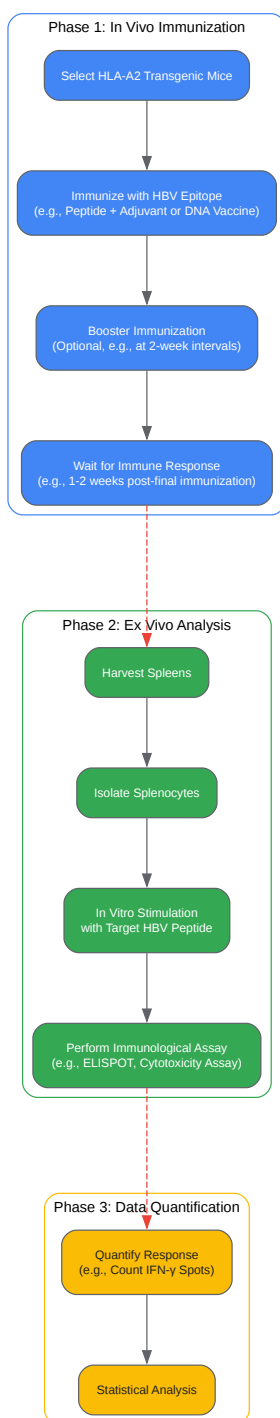 Phase 1: In Vivo Immunization
Select HLA-A2 Transgenic Mice
Immunize with HBV Epitope
(e.g., Peptide + Adjuvant or DNA Vaccine)
Booster Immunization
(Optional, e.g., at 2-week intervals)
Wait for Immune Response
(e.g., 1-2 weeks post-final immunization)
Phase 2: Ex Vivo Analysis
Harvest Spleens
Isolate Splenocytes
In Vitro Stimulation
with Target HBV Peptide
Perform Immunological Assay
(e.g., ELISPOT, Cytotoxicity Assay)
Phase 3: Data Quantification
Quantify Response
(e.g., Count IFN-γ Spots)
Statistical Analysis